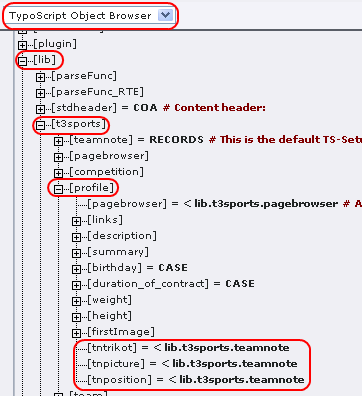 TypoScript Object Browser
[plugin]
[lib]
[parseFunc]
[parseFunc_RTE]
[stdheader] = COA # Content header:
[t3sports]
[teamnote] = RECORDS # This is the default TS-Setu
[pagebrowser]
[competition]
[profile]
[pagebrowser] = < lib.t3sports.pagebrowser # A
[links]
[description]
[summary]
[birthday] = CASE
[duration_of_contract] = CASE
[weight]
[height]
[firstImage]
[tntrikot] = < lib.t3sports.teamnote
[tnpicture] = < lib.t3sports.teamnote
[tnposition] = < lib.t3sports.teamnote
[team]